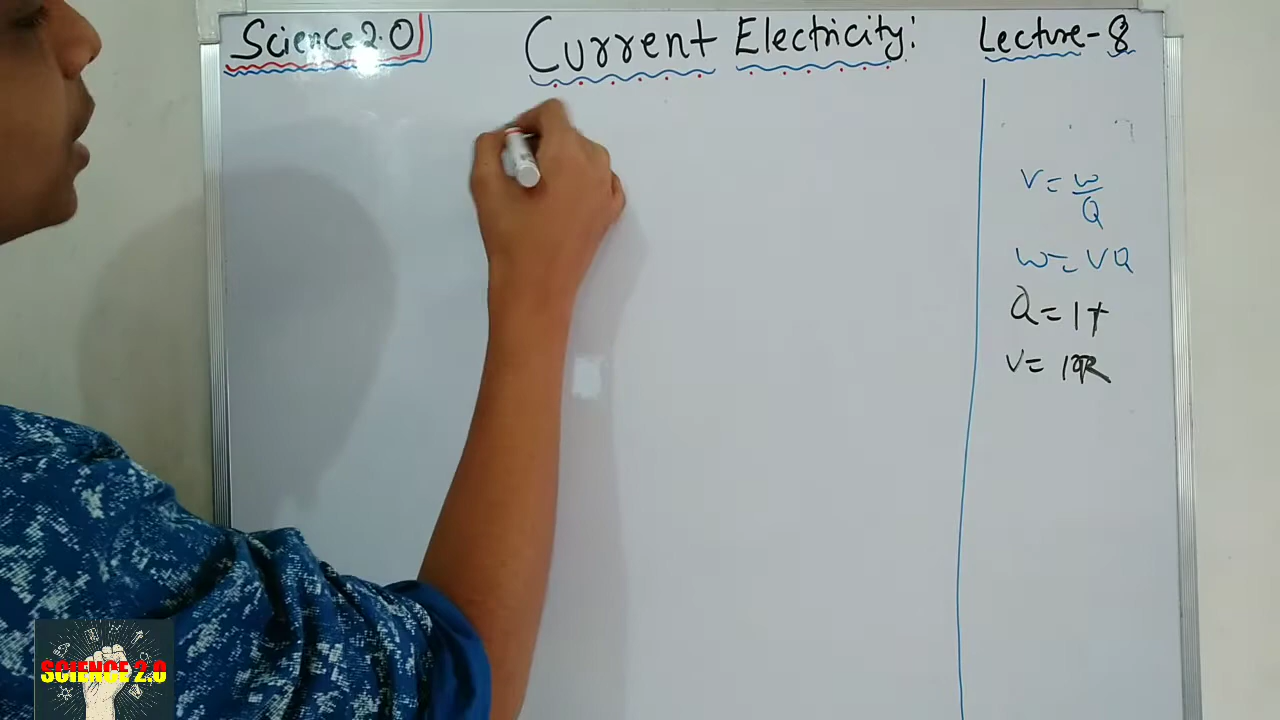 Science 2.0
Current Electricity:
Lecture-8
V = w/Q
w = VQ
Q = It
V = IR
SCIENCE 2.0